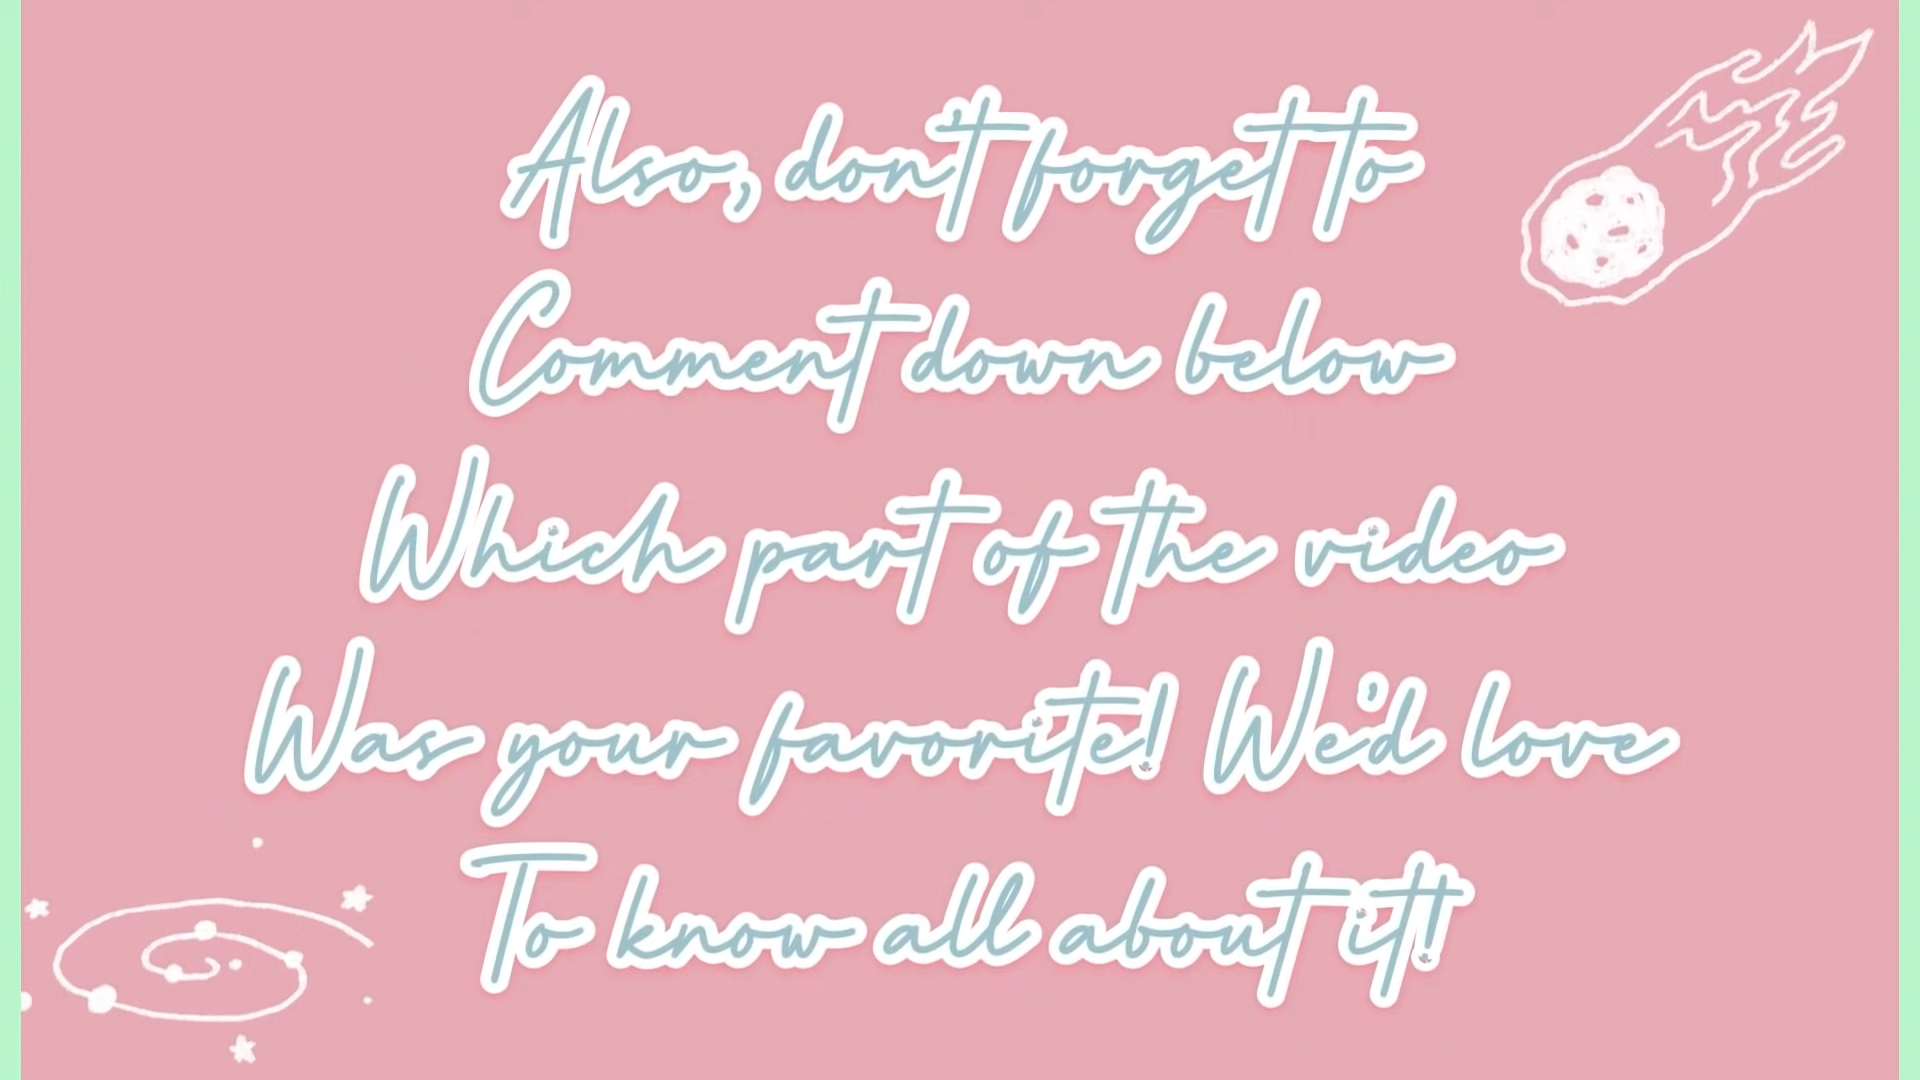 Also, don't forget to
Comment down below
Which part of the video
Was your favorite! We'd love
To know all about it!